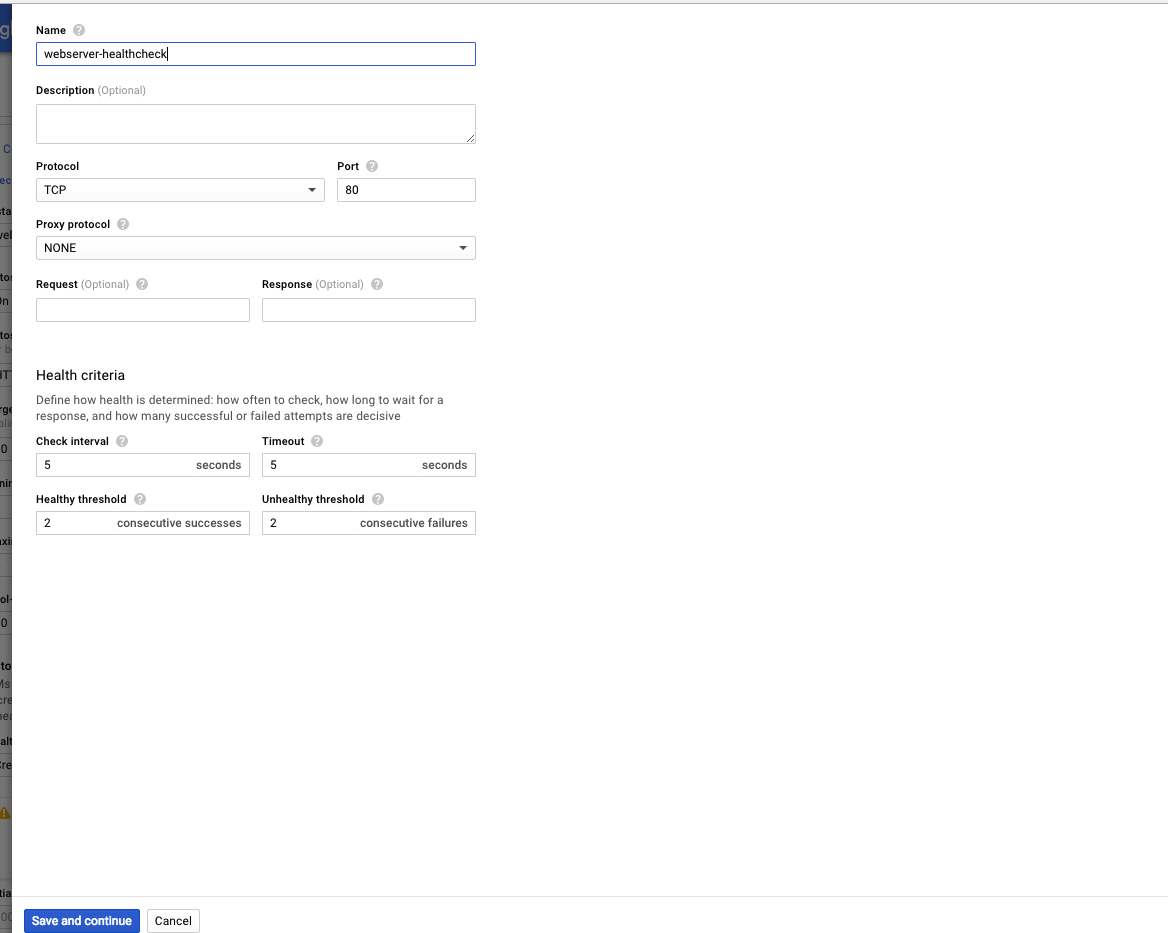 Name
webserver-healthcheck
Description (Optional)
Protocol Port
TCP 80
Proxy protocol
NONE
Request (Optional) Response (Optional)
Health criteria
Define how health is determined: how often to check, how long to wait for a
response, and how many successful or failed attempts are decisive
Check interval Timeout
5 seconds 5 seconds
Healthy threshold Unhealthy threshold
2 consecutive successes 2 consecutive failures
Save and continue Cancel